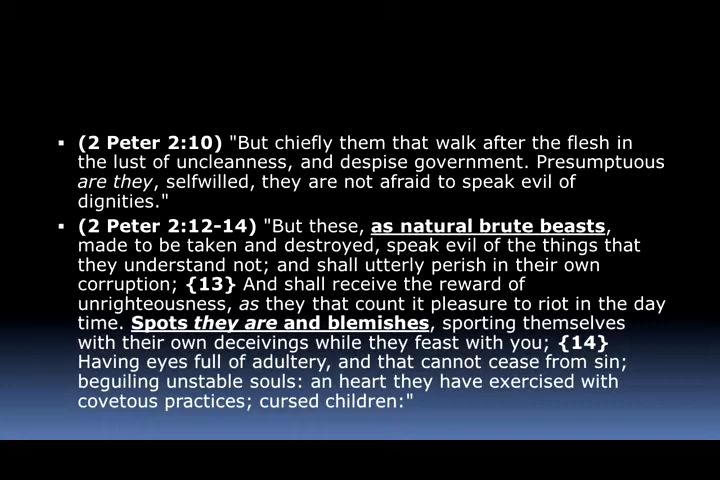 ▪ (2 Peter 2:10) "But chiefly them that walk after the flesh in
the lust of uncleanness, and despise government. Presumptuous
are they, selfwilled, they are not afraid to speak evil of
dignities."
▪ (2 Peter 2:12-14) "But these, as natural brute beasts,
made to be taken and destroyed, speak evil of the things that
they understand not; and shall utterly perish in their own
corruption; {13} And shall receive the reward of
unrighteousness, as they that count it pleasure to riot in the day
time. Spots they are and blemishes, sporting themselves
with their own deceivings while they feast with you; {14}
Having eyes full of adultery, and that cannot cease from sin;
beguiling unstable souls: an heart they have exercised with
covetous practices; cursed children:"